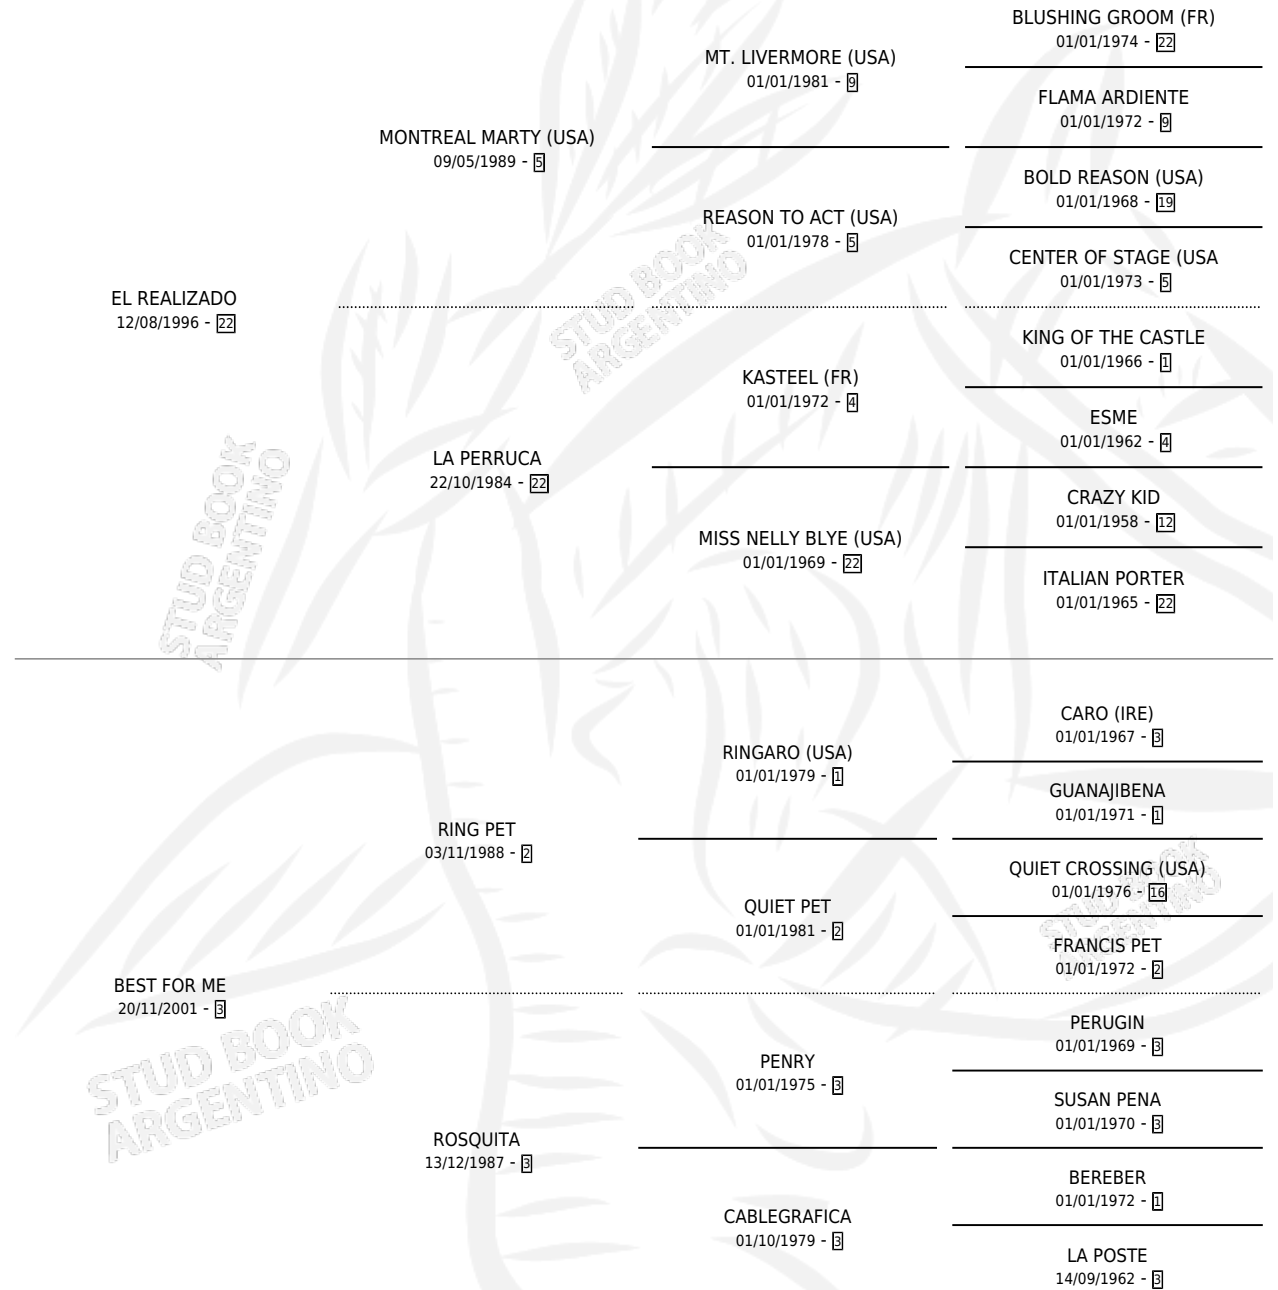 BLUSHING GROOM (FR)
01/01/1974 - 22
MT. LIVERMORE (USA)
01/01/1981 - 9
FLAMA ARDIENTE
01/01/1972 - 9
MONTREAL MARTY (USA)
09/05/1989 - 5
BOLD REASON (USA)
01/01/1968 - 19
REASON TO ACT (USA)
01/01/1978 - 5
CENTER OF STAGE (USA
01/01/1973 - 5
EL REALIZADO
12/08/1996 - 22
STUD BOOK
ARGENTINO
KING OF THE CASTLE
01/01/1966 - 1
KASTEEL (FR)
01/01/1972 - 4
ESME
01/01/1962 - 4
LA PERRUCA
22/10/1984 - 22
CRAZY KID
01/01/1958 - 12
MISS NELLY BLYE (USA)
01/01/1969 - 22
ITALIAN PORTER
01/01/1965 - 22
STUD BOOK
ARGENTINO
CARO (IRE)
01/01/1967 - 3
RINGARO (USA)
01/01/1979 - 1
GUANAJIBENA
01/01/1971 - 1
RING PET
03/11/1988 - 2
QUIET CROSSING (USA)
01/01/1976 - 16
QUIET PET
01/01/1981 - 2
FRANCIS PET
01/01/1972 - 2
STUD BOOK
ARGENTINO
BEST FOR ME
20/11/2001 - 3
STUD BOOK
ARGENTINO
PERUGIN
01/01/1969 - 3
PENRY
01/01/1975 - 3
SUSAN PENA
01/01/1970 - 3
ROSQUITA
13/12/1987 - 3
BEREBER
01/01/1972 - 1
CABLEGRAFICA
01/10/1979 - 3
LA POSTE
14/09/1962 - 3